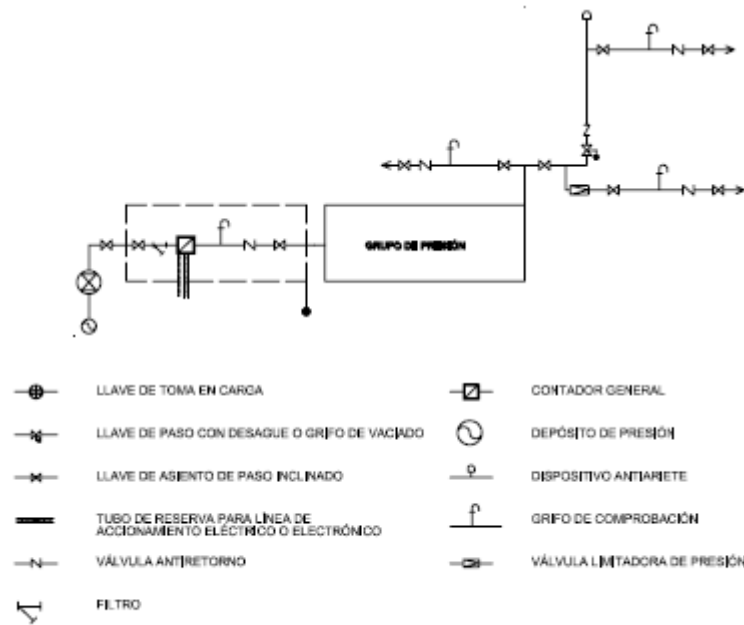 GRUPO DE PRESIÓN
LLAVE DE TOMA EN CARGA
LLAVE DE PASO CON DESAGUE O GRIFO DE VACIADO
LLAVE DE ASIENTO DE PASO INCLINADO
TUBO DE RESERVA PARA LÍNEA DE
ACCIONAMIENTO ELÉCTRICO O ELECTRÓNICO
VÁLVULA ANTIRETORNO
FILTRO
CONTADOR GENERAL
DEPÓSITO DE PRESIÓN
DISPOSITIVO ANTIARIETE
GRIFO DE COMPROBACIÓN
VÁLVULA LIMITADORA DE PRESIÓN